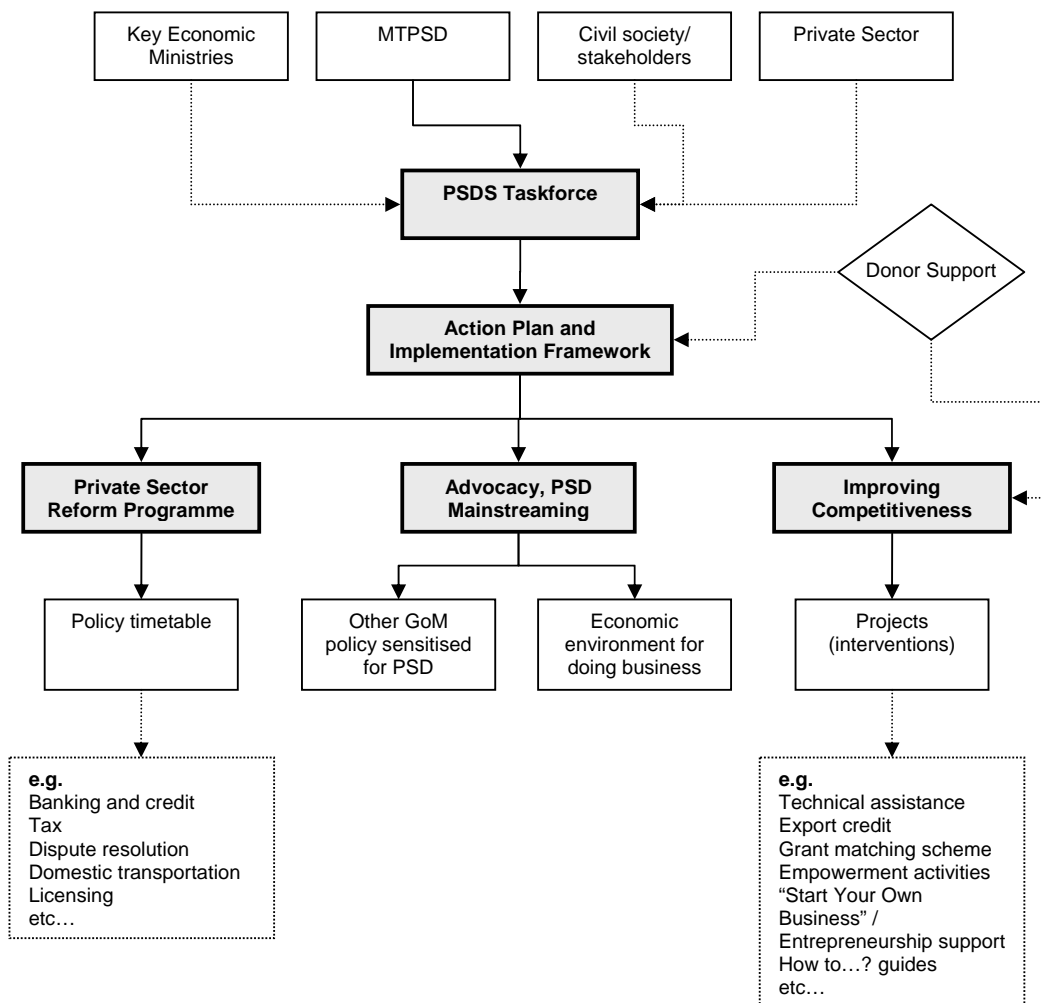 Key Economic
Ministries
MTPSD
Civil society/
stakeholders
Private Sector
PSDS Taskforce
Donor Support
Action Plan and
Implementation Framework
Private Sector
Reform Programme
Advocacy, PSD
Mainstreaming
Improving
Competitiveness
Policy timetable
Other GoM
policy sensitised
for PSD
Economic
environment for
doing business
Projects
(interventions)
e.g.
Banking and credit
Tax
Dispute resolution
Domestic transportation
Licensing
etc…
e.g.
Technical assistance
Export credit
Grant matching scheme
Empowerment activities
“Start Your Own
Business” /
Entrepreneurship support
How to…? guides
etc…